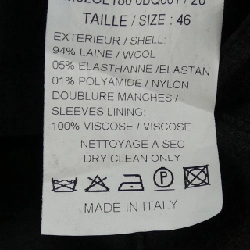 TAILLE / SIZE : 46
EXTERIEUR / SHELL:
94% LAINE / WOOL
05% ELASTHANNE /ELASTAN
01% POLYAMIDE / NYLON
DOUBLURE MANCHES /
SLEEVES LINING:
100% VISCOSE / VISCOSE
NETTOYAGE A SEC
DRY CLEAN ONLY
P
MADE IN ITALY